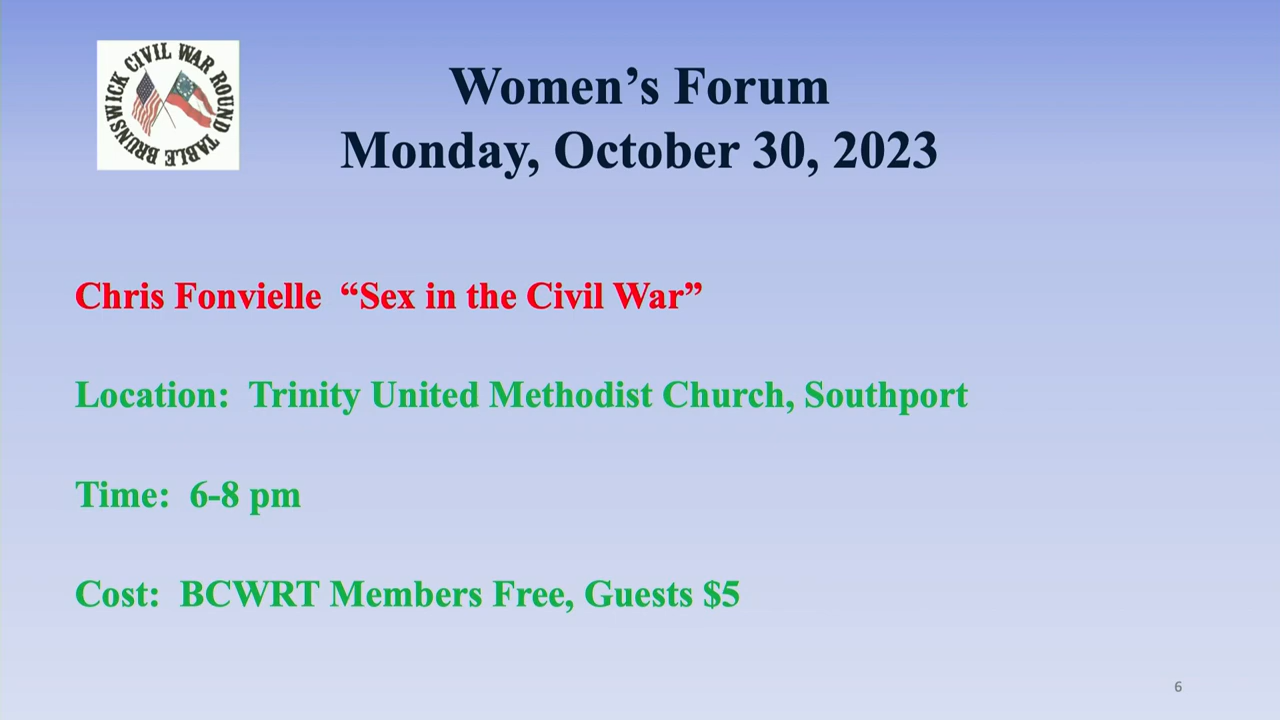 BRUNSWICK CIVIL WAR ROUND TABLE
Women’s Forum
Monday, October 30, 2023
Chris Fonvielle “Sex in the Civil War”
Location: Trinity United Methodist Church, Southport
Time: 6-8 pm
Cost: BCWRT Members Free, Guests $5
6